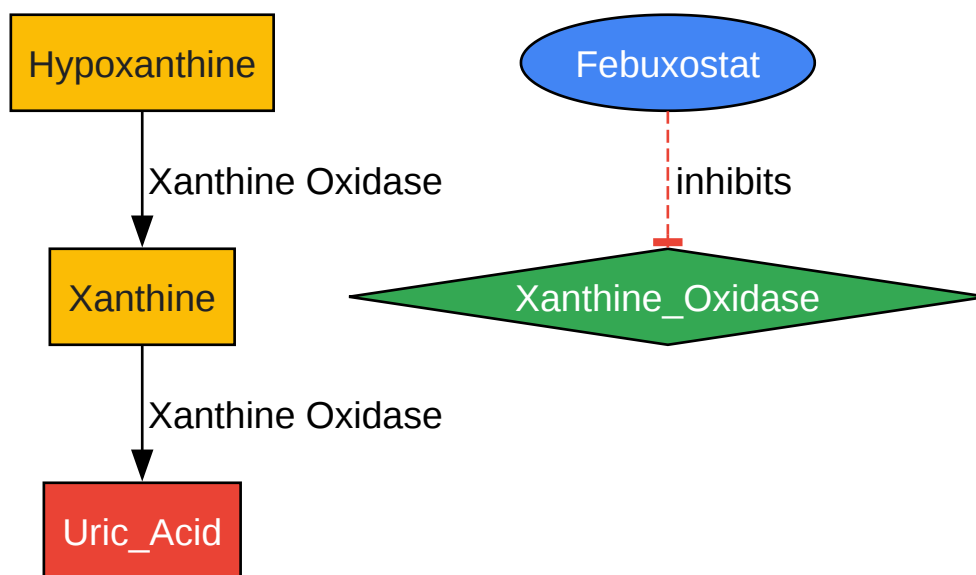 Hypoxanthine
Febuxostat
Xanthine Oxidase
inhibits
Xanthine
Xanthine_Oxidase
Xanthine Oxidase
Uric_Acid